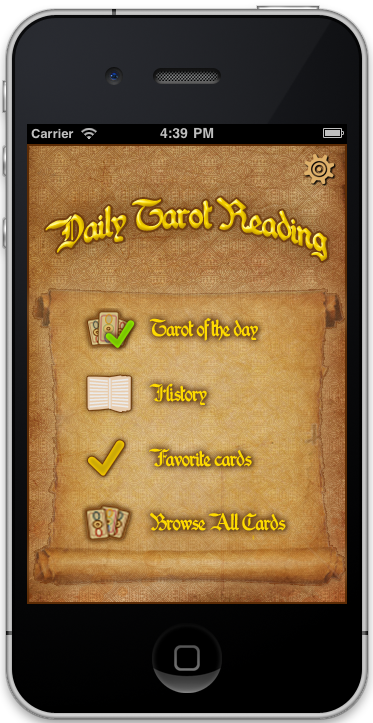 Carrier 4:39 PM
Daily Tarot Reading
Tarot of the day
History
Favorite cards
Browse All Cards